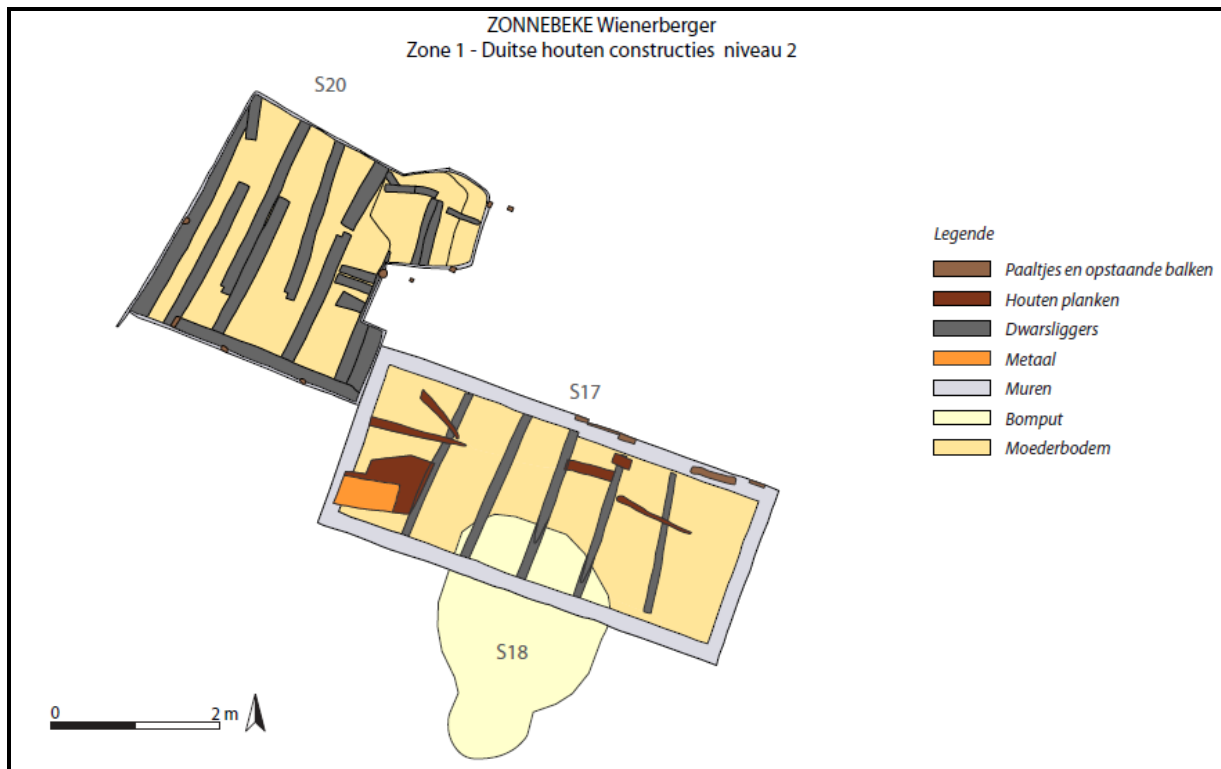 ZONNEBEKE Wienerberger
Zone 1 - Duitse houten constructies niveau 2
S20
Legende
Paaltjes en opstaande balken
Houten planken
Dwarsliggers
Metaal
Muren
Bomput
Moederbodem
S17
S18
0 2 m